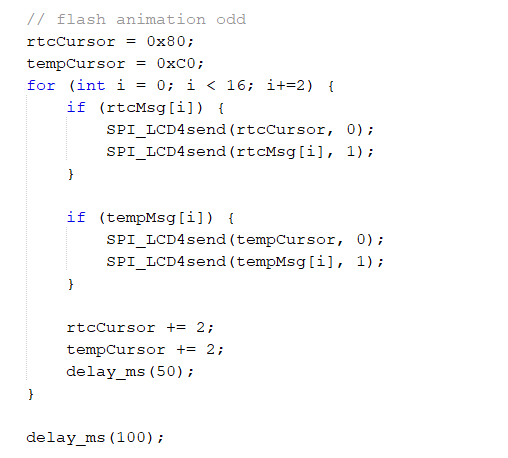 // flash animation odd
rtcCursor = 0x80;
tempCursor = 0xC0;
for (int i = 0; i < 16; i+=2) {
    if (rtcMsg[i]) {
        SPI_LCD4send(rtcCursor, 0);
        SPI_LCD4send(rtcMsg[i], 1);
    }

    if (tempMsg[i]) {
        SPI_LCD4send(tempCursor, 0);
        SPI_LCD4send(tempMsg[i], 1);
    }

    rtcCursor += 2;
    tempCursor += 2;
    delay_ms(50);
}

delay_ms(100);